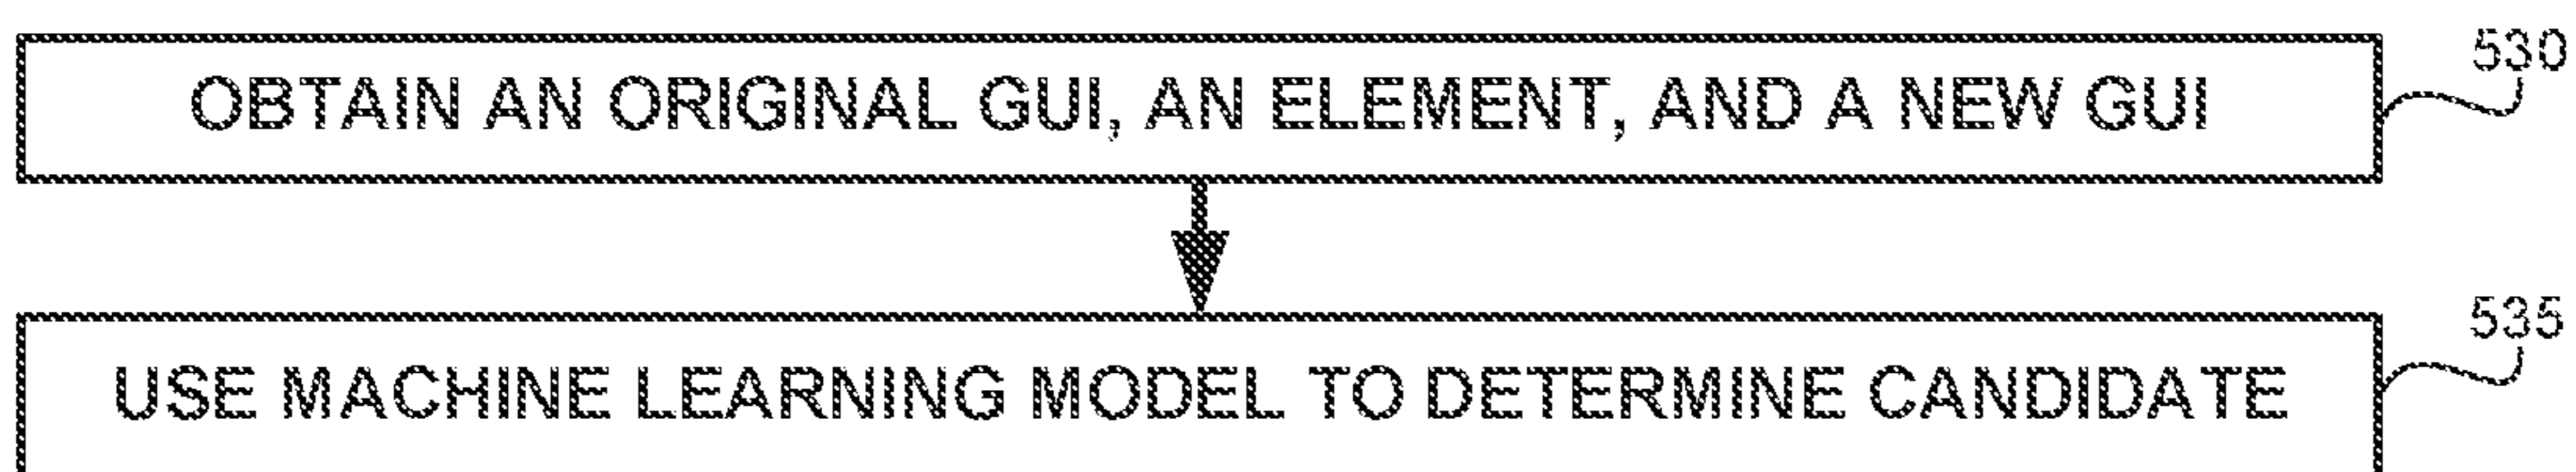 530
OBTAIN AN ORIGINAL GUI, AN ELEMENT, AND A NEW GUI
535
USE MACHINE LEARNING MODEL TO DETERMINE CANDIDATE